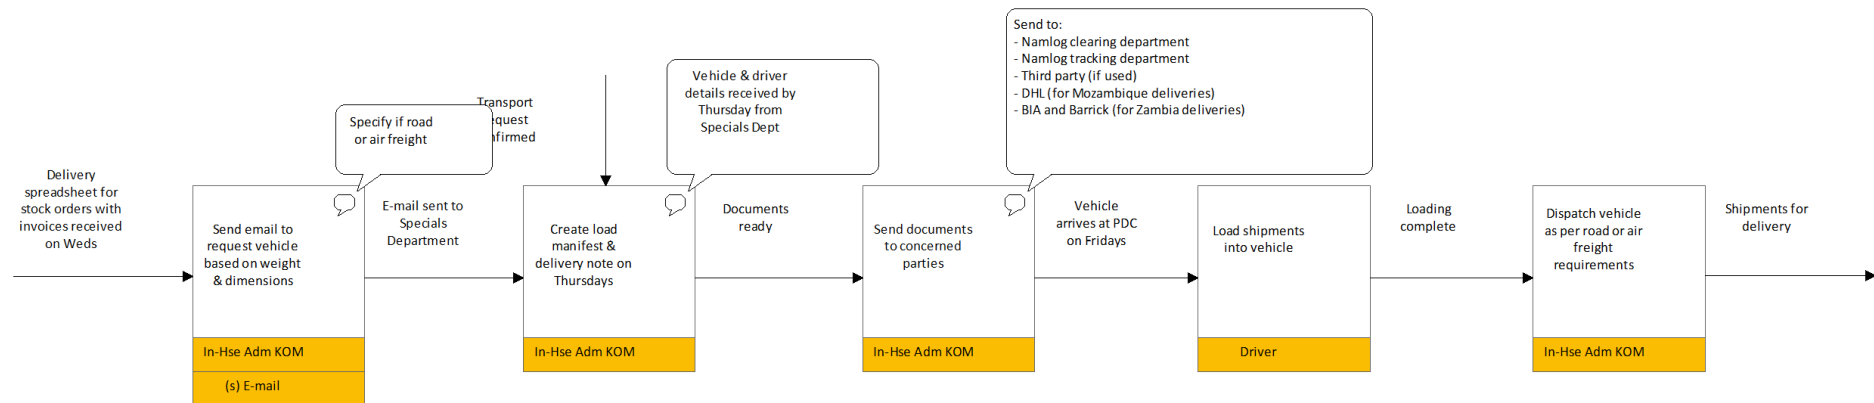 Delivery
spreadsheet for
stock orders with
invoices received
on Weds
Send email to
request vehicle
based on weight
& dimensions
In-Hse Adm KOM
(s) E-mail
Specify if road
or air freight
E-mail sent to
Specials
Department
Transport
equest
nfirmed
Create load
manifest &
delivery note on
Thursdays
In-Hse Adm KOM
Vehicle & driver
details received by
Thursday from
Specials Dept
Documents
ready
Send documents
to concerned
parties
In-Hse Adm KOM
Send to:
- Namlog clearing department
- Namlog tracking department
- Third party (if used)
- DHL (for Mozambique deliveries)
- BIA and Barrick (for Zambia deliveries)
Vehicle
arrives at PDC
on Fridays
Load shipments
into vehicle
Driver
Loading
complete
Dispatch vehicle
as per road or air
freight
requirements
In-Hse Adm KOM
Shipments for
delivery